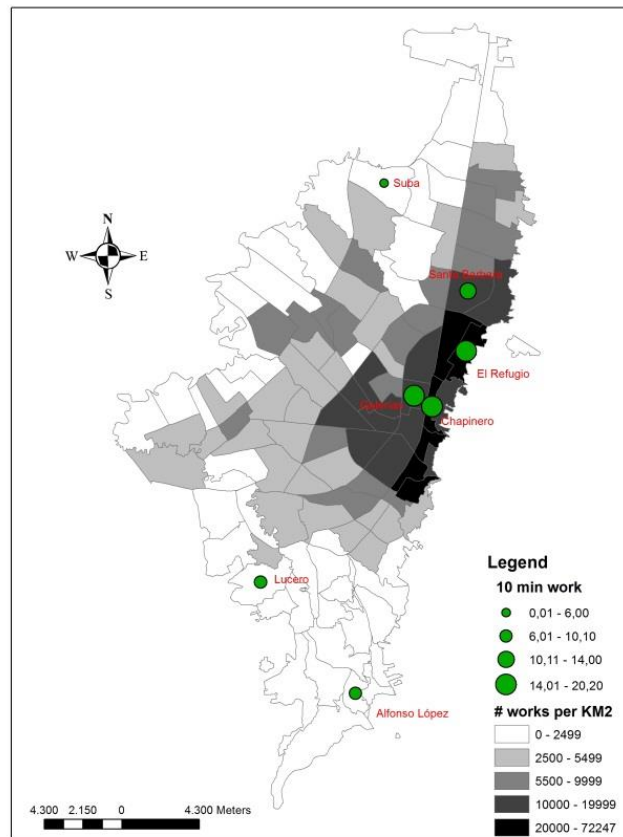 Suba
N
W
E
S
Santa Barbara
El Refugio
Chapinero
Lucero
Alfonso López
Legend
10 min work
0,01 - 6,00
6,01 - 10,10
10,11 - 14,00
14,01 - 20,20
# works per KM2
0 - 2499
2500 - 5499
5500 - 9999
10000 - 19999
20000 - 72247
4.300 2.150 0 4.300 Meters